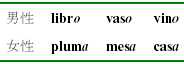 男性 libro vaso vino
女性 pluma mesa casa